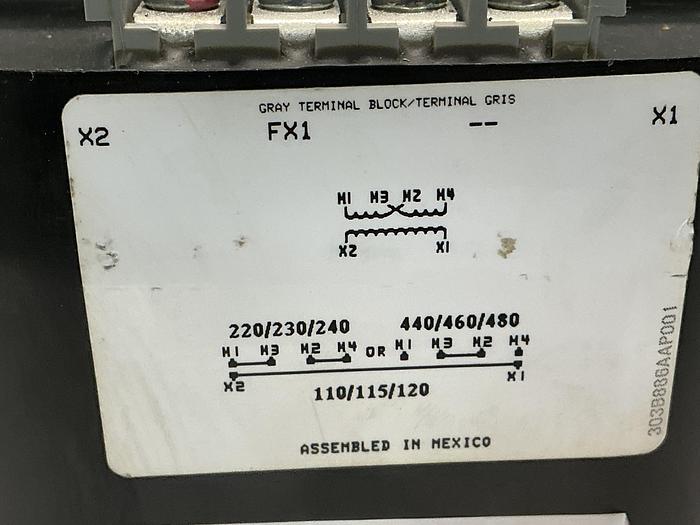 GRAY TERMINAL BLOCK/TERMINAL GRIS
X2 FX1 -- X1
H1 H3 H2 H4
X2 X1
220/230/240 440/460/480
H1 H3 H2 H4 OR H1 H3 H2 H4
X2 X1
110/115/120
303B886AAP001
ASSEMBLED IN MEXICO